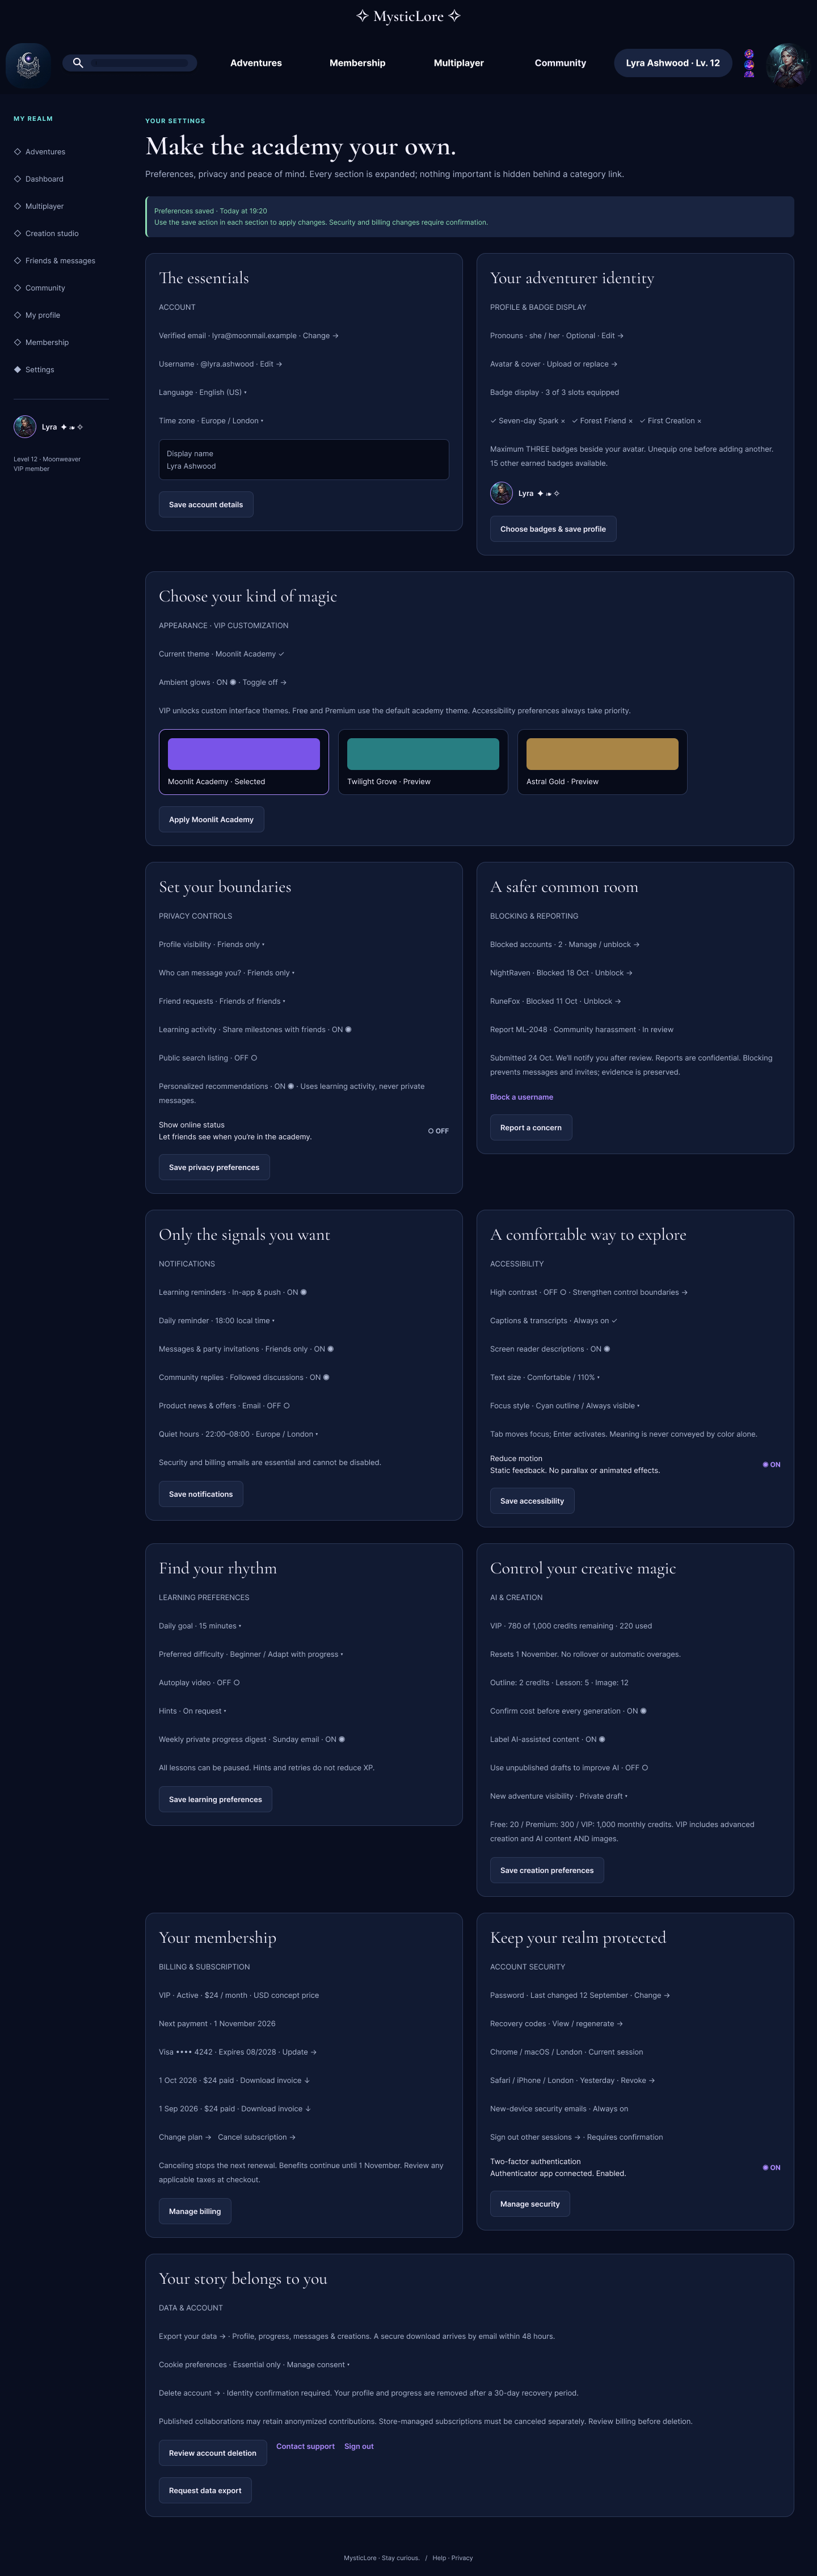 ✧ MysticLore ✧
Adventures
Membership
Multiplayer
Community
Lyra Ashwood · Lv. 12
MY REALM
◇ Adventures
◇ Dashboard
◇ Multiplayer
◇ Creation studio
◇ Friends & messages
◇ Community
◇ My profile
◇ Membership
◆ Settings
Lyra ✦ ❧ ✧
Level 12 · Moonweaver
VIP member
YOUR SETTINGS
Make the academy your own.
Preferences, privacy and peace of mind. Every section is expanded; nothing important is hidden behind a category link.
Preferences saved · Today at 19:20
Use the save action in each section to apply changes. Security and billing changes require confirmation.
The essentials
ACCOUNT
Verified email · lyra@moonmail.example · Change →
Username · @lyra.ashwood · Edit →
Language · English (US) ▾
Time zone · Europe / London ▾
Display name
Lyra Ashwood
Save account details
Your adventurer identity
PROFILE & BADGE DISPLAY
Pronouns · she / her · Optional · Edit →
Avatar & cover · Upload or replace →
Badge display · 3 of 3 slots equipped
✓ Seven-day Spark × ✓ Forest Friend × ✓ First Creation ×
Maximum THREE badges beside your avatar. Unequip one before adding another.
15 other earned badges available.
Lyra ✦ ❧ ✧
Choose badges & save profile
Choose your kind of magic
APPEARANCE · VIP CUSTOMIZATION
Current theme · Moonlit Academy ✓
Ambient glows · ON ◉ · Toggle off →
VIP unlocks custom interface themes. Free and Premium use the default academy theme. Accessibility preferences always take priority.
Moonlit Academy · Selected
Twilight Grove · Preview
Astral Gold · Preview
Apply Moonlit Academy
Set your boundaries
PRIVACY CONTROLS
Profile visibility · Friends only ▾
Who can message you? · Friends only ▾
Friend requests · Friends of friends ▾
Learning activity · Share milestones with friends · ON ◉
Public search listing · OFF ○
Personalized recommendations · ON ◉ · Uses learning activity, never private
messages.
Show online status
Let friends see when you're in the academy.
○ OFF
Save privacy preferences
A safer common room
BLOCKING & REPORTING
Blocked accounts · 2 · Manage / unblock →
NightRaven · Blocked 18 Oct · Unblock →
RuneFox · Blocked 11 Oct · Unblock →
Report ML-2048 · Community harassment · In review
Submitted 24 Oct. We'll notify you after review. Reports are confidential. Blocking
prevents messages and invites; evidence is preserved.
Block a username
Report a concern
Only the signals you want
NOTIFICATIONS
Learning reminders · In-app & push · ON ◉
Daily reminder · 18:00 local time ▾
Messages & party invitations · Friends only · ON ◉
Community replies · Followed discussions · ON ◉
Product news & offers · Email · OFF ○
Quiet hours · 22:00–08:00 · Europe / London ▾
Security and billing emails are essential and cannot be disabled.
Save notifications
A comfortable way to explore
ACCESSIBILITY
High contrast · OFF ○ · Strengthen control boundaries →
Captions & transcripts · Always on ✓
Screen reader descriptions · ON ◉
Text size · Comfortable / 110% ▾
Focus style · Cyan outline / Always visible ▾
Tab moves focus; Enter activates. Meaning is never conveyed by color alone.
Reduce motion
Static feedback. No parallax or animated effects.
◉ ON
Save accessibility
Find your rhythm
LEARNING PREFERENCES
Daily goal · 15 minutes ▾
Preferred difficulty · Beginner / Adapt with progress ▾
Autoplay video · OFF ○
Hints · On request ▾
Weekly private progress digest · Sunday email · ON ◉
All lessons can be paused. Hints and retries do not reduce XP.
Save learning preferences
Control your creative magic
AI & CREATION
VIP · 780 of 1,000 credits remaining · 220 used
Resets 1 November. No rollover or automatic overages.
Outline: 2 credits · Lesson: 5 · Image: 12
Confirm cost before every generation · ON ◉
Label AI-assisted content · ON ◉
Use unpublished drafts to improve AI · OFF ○
New adventure visibility · Private draft ▾
Free: 20 / Premium: 300 / VIP: 1,000 monthly credits. VIP includes advanced
creation and AI content AND images.
Save creation preferences
Your membership
BILLING & SUBSCRIPTION
VIP · Active · $24 / month · USD concept price
Next payment · 1 November 2026
Visa •••• 4242 · Expires 08/2028 · Update →
1 Oct 2026 · $24 paid · Download invoice ↓
1 Sep 2026 · $24 paid · Download invoice ↓
Change plan → Cancel subscription →
Canceling stops the next renewal. Benefits continue until 1 November. Review any
applicable taxes at checkout.
Manage billing
Keep your realm protected
ACCOUNT SECURITY
Password · Last changed 12 September · Change →
Recovery codes · View / regenerate →
Chrome / macOS / London · Current session
Safari / iPhone / London · Yesterday · Revoke →
New-device security emails · Always on
Sign out other sessions → · Requires confirmation
Two-factor authentication
Authenticator app connected. Enabled.
◉ ON
Manage security
Your story belongs to you
DATA & ACCOUNT
Export your data → · Profile, progress, messages & creations. A secure download arrives by email within 48 hours.
Cookie preferences · Essential only · Manage consent ▾
Delete account → · Identity confirmation required. Your profile and progress are removed after a 30-day recovery period.
Published collaborations may retain anonymized contributions. Store-managed subscriptions must be canceled separately. Review billing before deletion.
Review account deletion
Contact support
Sign out
Request data export
MysticLore · Stay curious. / Help · Privacy